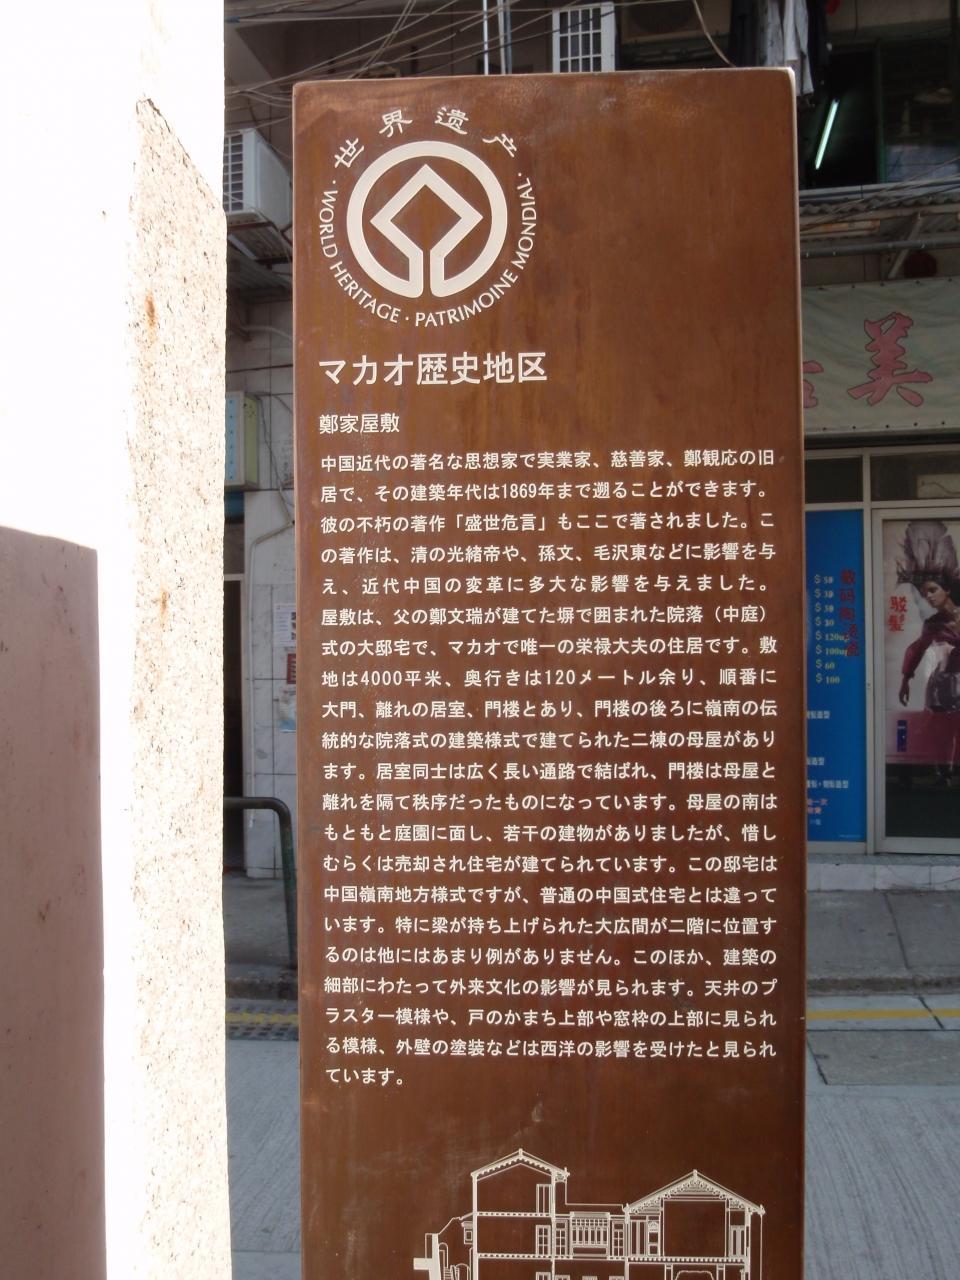 世界遗产
· WORLD HERITAGE · PATRIMOINE MONDIAL ·
マカオ歴史地区
鄭家屋敷
中国近代の著名な思想家で実業家、慈善家、鄭観応の旧
居で、その建築年代は1869年まで遡ることができます。
彼の不朽の著作「盛世危言」もここで著されました。こ
の著作は、清の光緒帝や、孫文、毛沢東などに影響を与
え、近代中国の変革に多大な影響を与えました。
屋敷は、父の鄭文瑞が建てた塀で囲まれた院落（中庭）
式の大邸宅で、マカオで唯一の栄禄大夫の住居です。敷
地は4000平米、奥行きは120メートル余り、順番に
大門、離れの居室、門楼とあり、門楼の後ろに嶺南の伝
統的な院落式の建築様式で建てられた二棟の母屋があり
ます。居室同士は広く長い通路で結ばれ、門楼は母屋と
離れを隔て秩序だったものになっています。母屋の南は
もともと庭園に面し、若干の建物がありましたが、惜し
むらくは売却され住宅が建てられています。この邸宅は
中国嶺南地方様式ですが、普通の中国式住宅とは違って
います。特に梁が持ち上げられた大広間が二階に位置す
るのは他にはあまり例がありません。このほか、建築の
細部にわたって外来文化の影響が見られます。天井のプ
ラスター模様や、戸のかまち上部や窓枠の上部に見られ
る模様、外壁の塗装などは西洋の影響を受けたと見られ
ています。
美
$ 50
$ 30
$ 30
$ 30
$ 60
$ 100